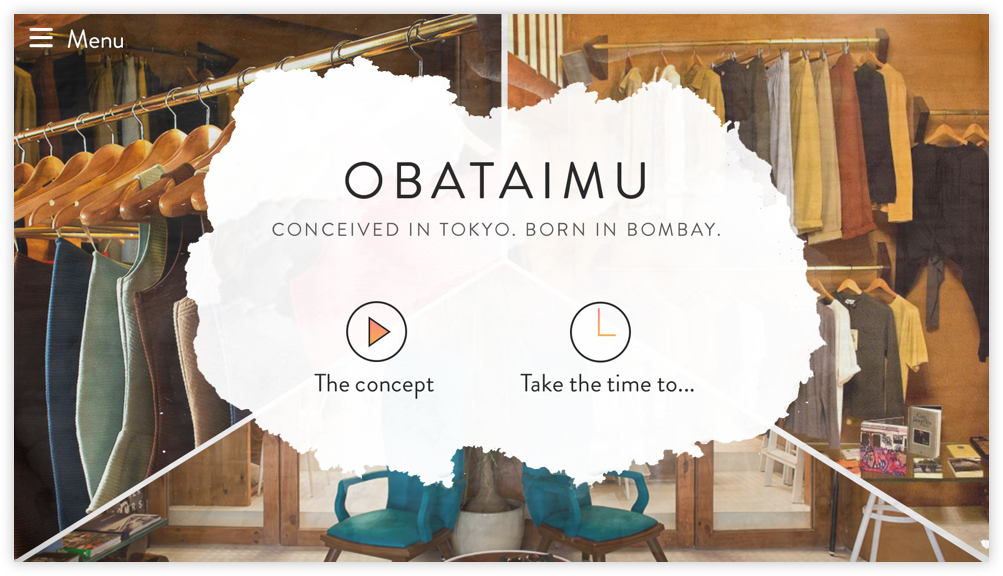 Menu
OBATAIMU
CONCEIVED IN TOKYO. BORN IN BOMBAY.
The concept
Take the time to...